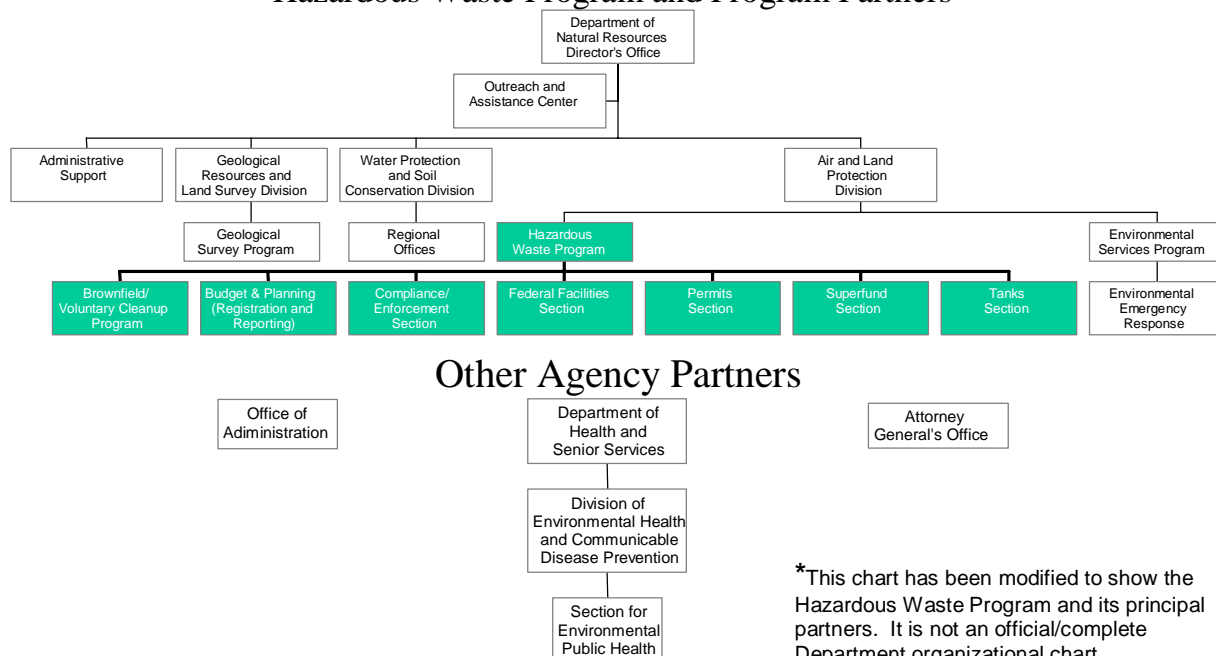 Hazardous Waste Program and Program Partners
Department of
Natural Resources
Director's Office
Outreach and
Assistance Center
Administrative
Support
Geological
Resources and
Land Survey Division
Water Protection
and Soil
Conservation Division
Air and Land
Protection
Division
Geological
Survey Program
Regional
Offices
Hazardous
Waste Program
Environmental
Services Program
Brownfield/
Voluntary Cleanup
Program
Budget & Planning
(Registration and
Reporting)
Compliance/
Enforcement
Section
Federal Facilities
Section
Permits
Section
Superfund
Section
Tanks
Section
Environmental
Emergency
Response
Other Agency Partners
Office of
Adiministration
Department of
Health and
Senior Services
Attorney
General's Office
Division of
Environmental Health
and Communicable
Disease Prevention
Section for
Environmental
Public Health
*This chart has been modified to show the
Hazardous Waste Program and its principal
partners. It is not an official/complete
Department organizational chart